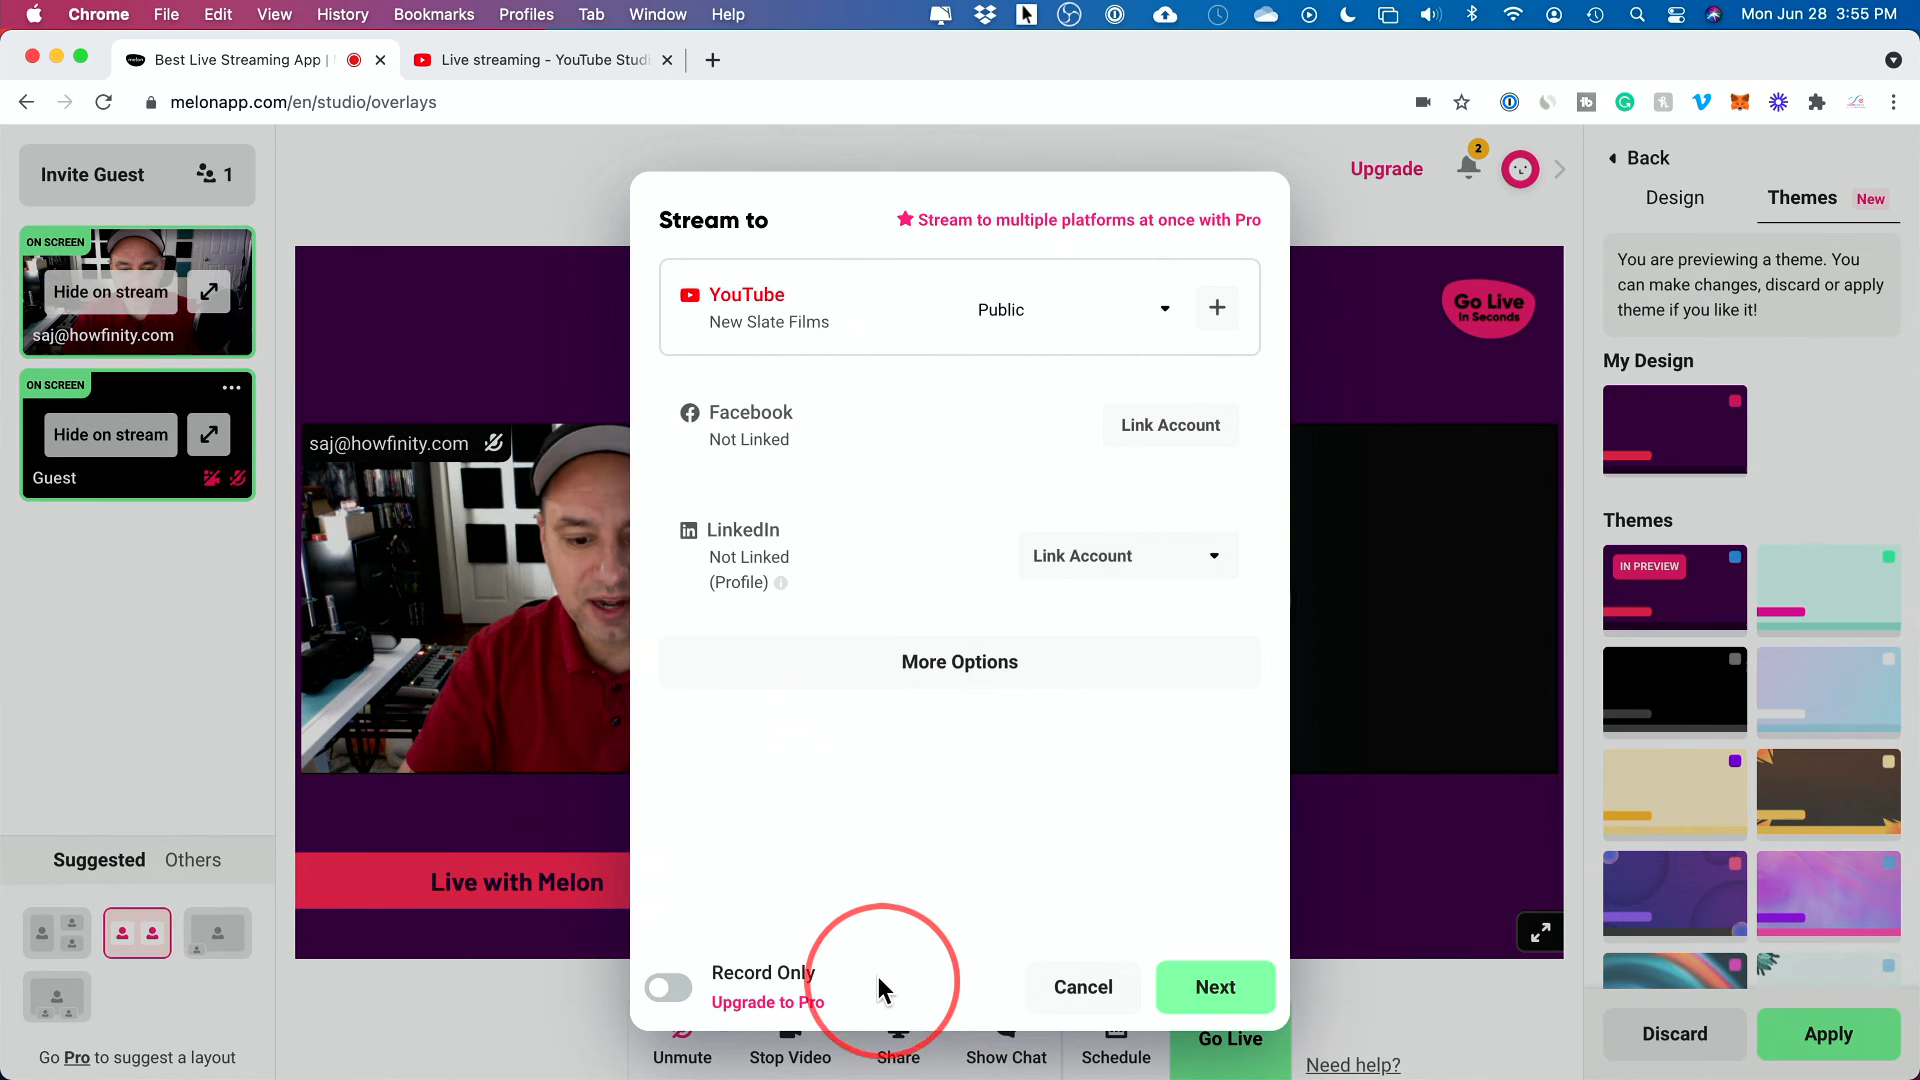 Chrome File Edit View History Bookmarks Profiles Tab Window Help Mon Jun 28 3:55 PM
Best Live Streaming App |
Live streaming - YouTube Studi
melonapp.com/en/studio/overlays
Invite Guest 1
ON SCREEN
Hide on stream
saj@howfinity.com
ON SCREEN
Hide on stream
Guest
Suggested Others
Go Pro to suggest a layout
saj@howfinity.com
Live with Melon
Upgrade
2
Go Live
In Seconds
Stream to
Stream to multiple platforms at once with Pro
YouTube
New Slate Films
Public
Facebook
Not Linked
Link Account
LinkedIn
Not Linked
(Profile)
Link Account
More Options
Record Only
Upgrade to Pro
Cancel
Next
Unmute
Stop Video
Share
Show Chat
Schedule
Go Live
Need help?
Back
Design
Themes New
You are previewing a theme. You
can make changes, discard or apply
theme if you like it!
My Design
Themes
IN PREVIEW
Discard
Apply